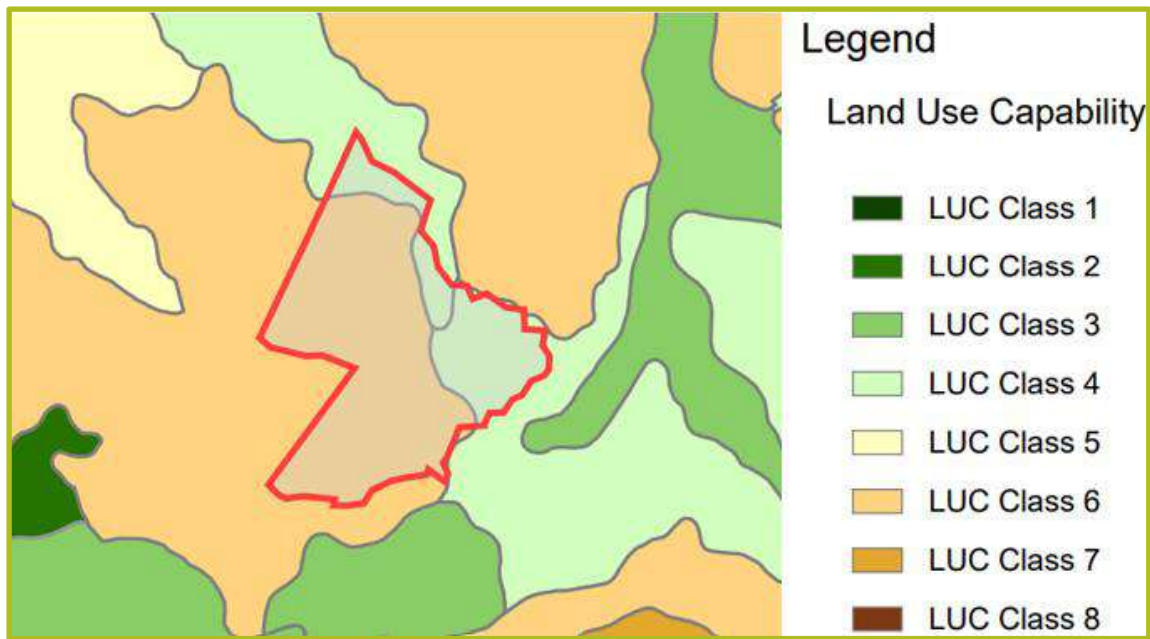 Legend
Land Use Capability
LUC Class 1
LUC Class 2
LUC Class 3
LUC Class 4
LUC Class 5
LUC Class 6
LUC Class 7
LUC Class 8